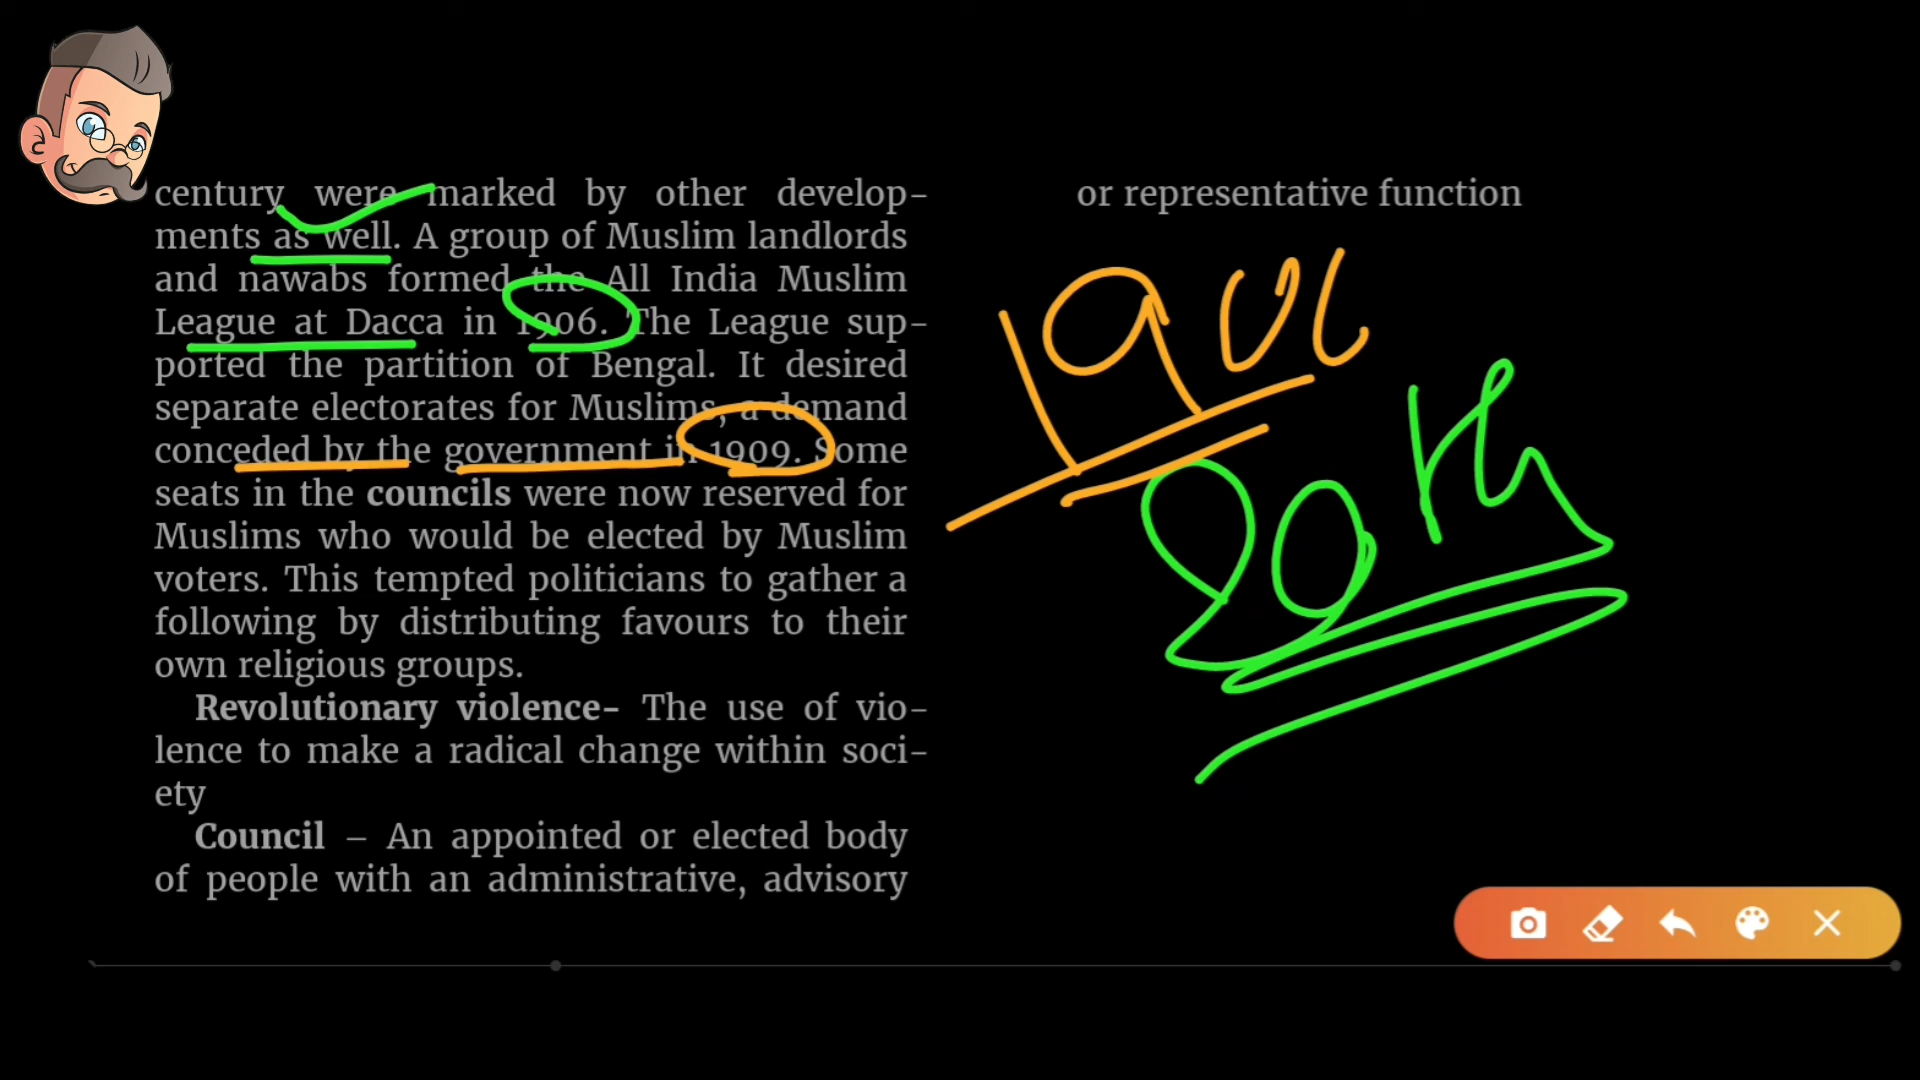 century were marked by other develop-
ments as well. A group of Muslim landlords
and nawabs formed the All India Muslim
League at Dacca in 1906. The League sup-
ported the partition of Bengal. It desired
separate electorates for Muslims, a demand
conceded by the government in 1909. Some
seats in the councils were now reserved for
Muslims who would be elected by Muslim
voters. This tempted politicians to gather a
following by distributing favours to their
own religious groups.
Revolutionary violence- The use of vio-
lence to make a radical change within soci-
ety
Council – An appointed or elected body
of people with an administrative, advisory
or representative function
20th